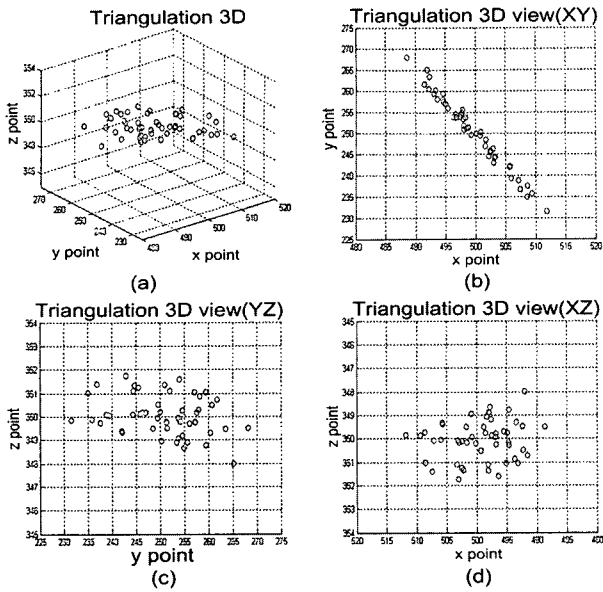 Triangulation 3D
z point
354
352
350
345
270
260
250
230
500
510
520
y point
x point
(a)
Triangulation 3D view(XY)
y point
275
270
265
260
255
250
245
240
235
230
225
480 485 490 495 500 505 510 515 520
x point
(b)
Triangulation 3D view(YZ)
z point
354
352
351
350
347
225 230 235 240 245 250 255 260 265 270 275
y point
(c)
Triangulation 3D view(XZ)
z point
345
347
349
351
354
520 515 510 505 500 495
x point
(d)